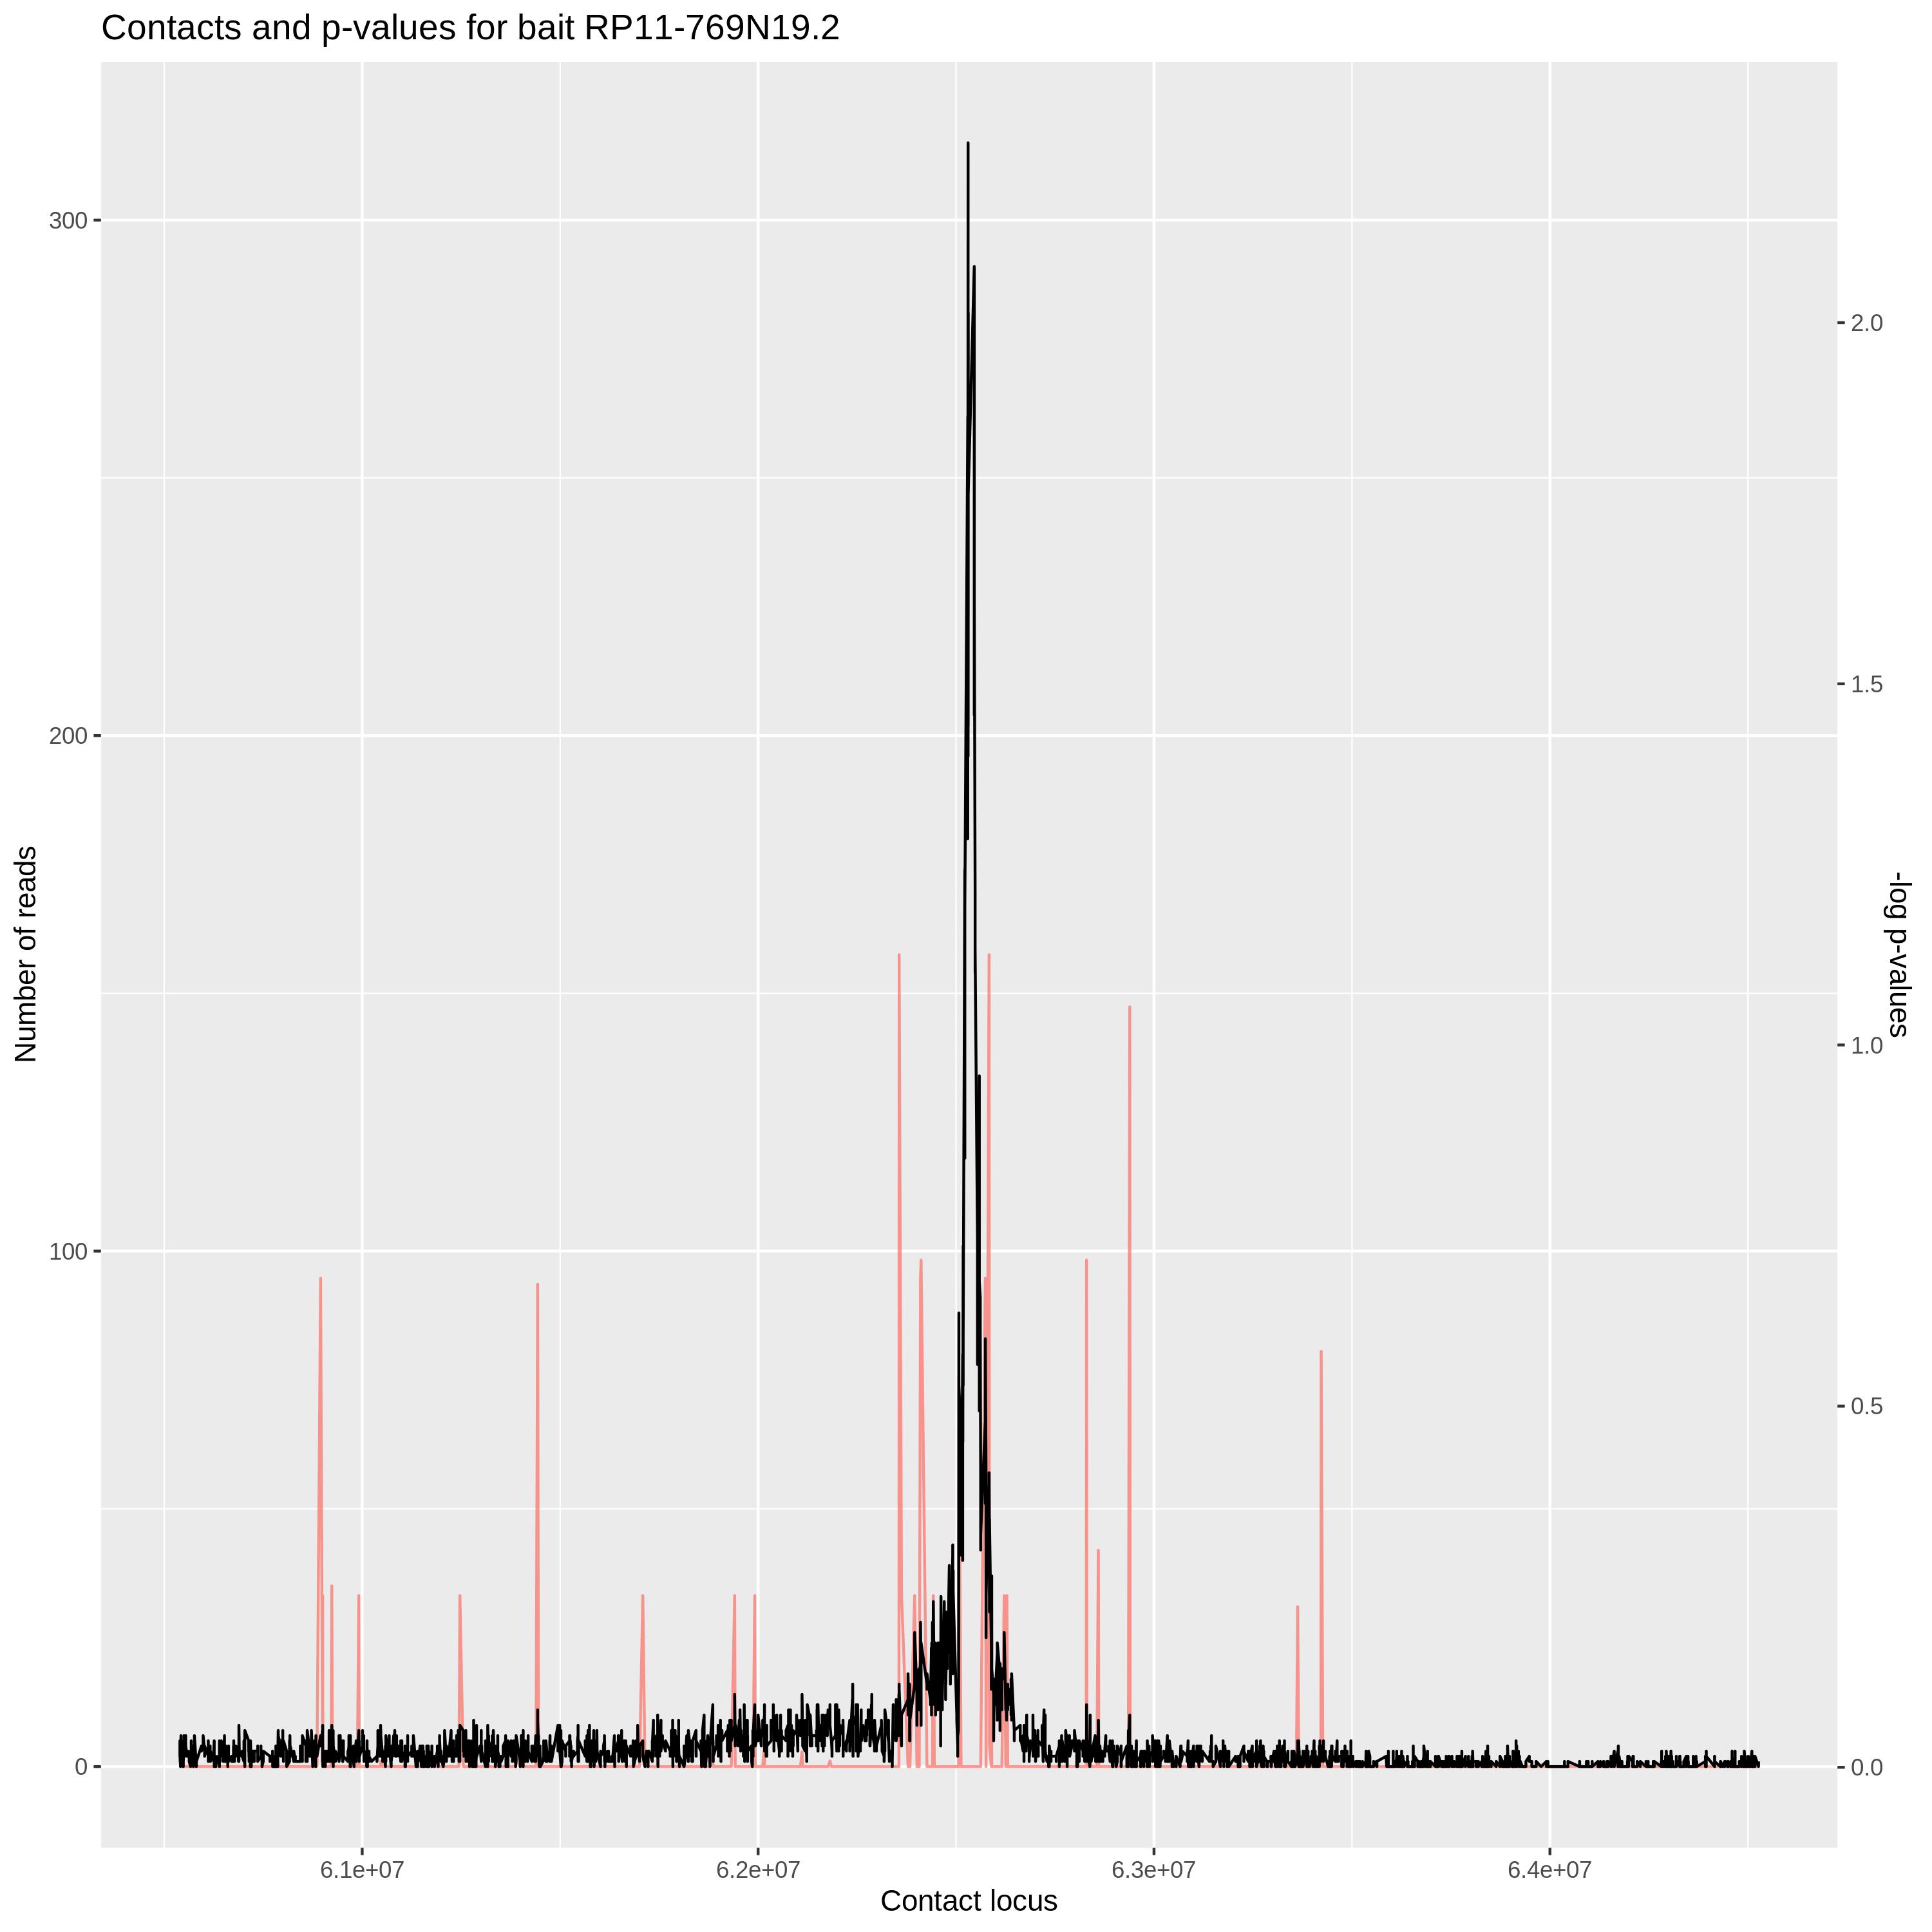 Contacts and p-values for bait RP11-769N19.2
300
200
100
0
Number of reads
2.0
1.5
1.0
0.5
0.0
-log p-values
6.1e+07
6.2e+07
6.3e+07
6.4e+07
Contact locus